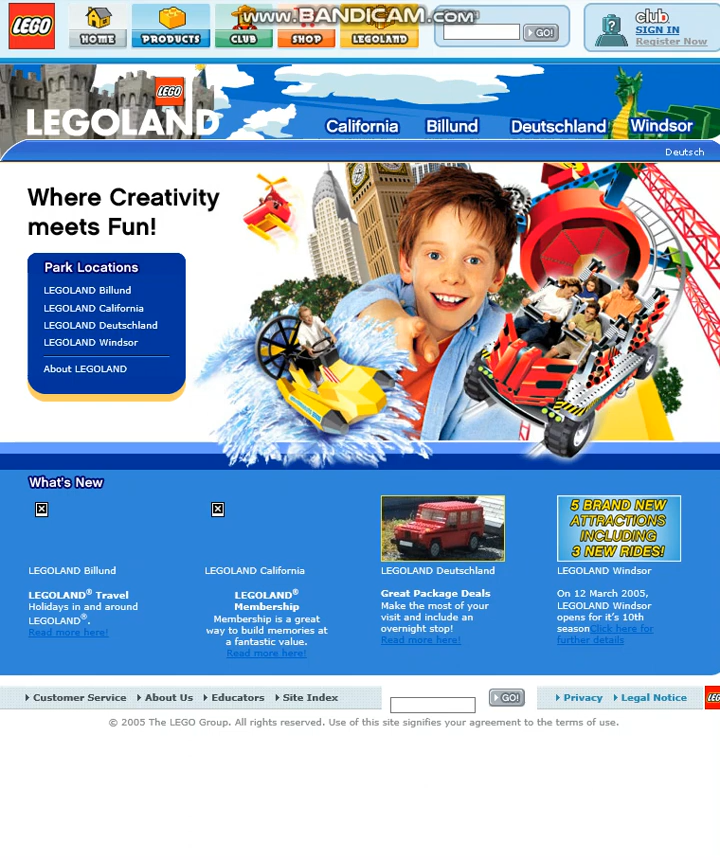 www.BANDICAM.com
LEGO
HOME
PRODUCTS
CLUB
SHOP
LEGOLAND
GO!
club
SIGN IN
Register Now
LEGO
LEGOLAND
California
Billund
Deutschland
Windsor
Deutsch
Where Creativity
meets Fun!
Park Locations
LEGOLAND Billund
LEGOLAND California
LEGOLAND Deutschland
LEGOLAND Windsor
About LEGOLAND
What's New
LEGOLAND Billund
LEGOLAND® Travel
Holidays in and around
LEGOLAND®.
Read more here!
LEGOLAND California
LEGOLAND®
Membership
Membership is a great
way to build memories at
a fantastic value.
Read more here!
LEGOLAND Deutschland
Great Package Deals
Make the most of your
visit and include an
overnight stop!
Read more here!
5 BRAND NEW
ATTRACTIONS
INCLUDING
3 NEW RIDES!
LEGOLAND Windsor
On 12 March 2005,
LEGOLAND Windsor
opens for it's 10th
seasonClick here for
further details
Customer Service
About Us
Educators
Site Index
GO!
Privacy
Legal Notice
© 2005 The LEGO Group. All rights reserved. Use of this site signifies your agreement to the terms of use.